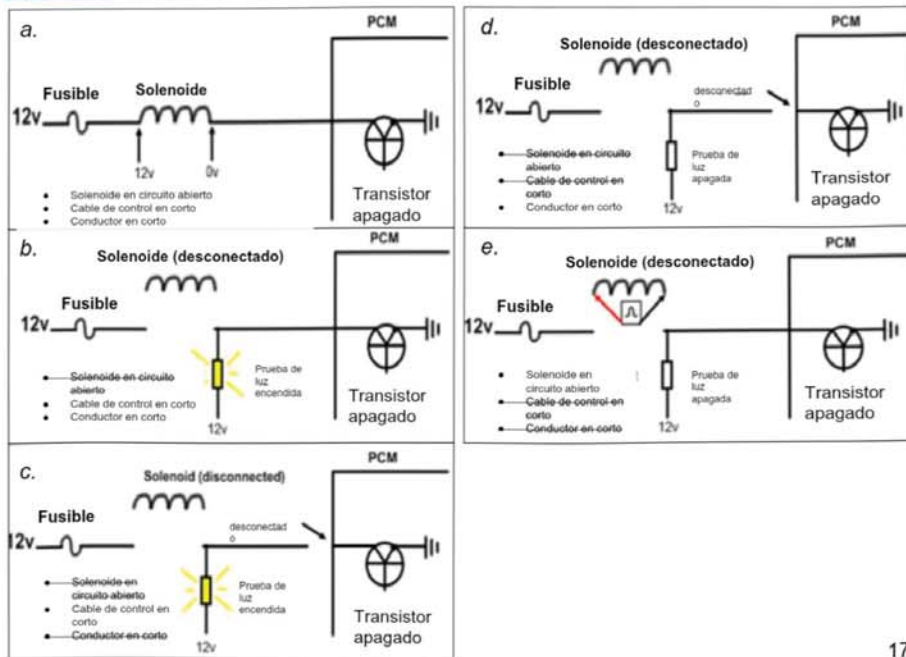 a.
PCM
Fusible
Solenoide
12v
12v
0v
Solenoide en circuito abierto
Cable de control en corto
Conductor en corto
Transistor
apagado
b.
PCM
Solenoide (desconectado)
Fusible
12v
Solenoide en circuito
abierto
Cable de control en corto
Conductor en corto
Prueba de
luz
encendida
12v
Transistor
apagado
c.
PCM
Solenoid (disconnected)
Fusible
desconectad
o
12v
Solenoide en
circuito abierto
Cable de control en
corto
Conductor en corto
Prueba de
luz
encendida
12v
Transistor
apagado
d.
PCM
Solenoide (desconectado)
Fusible
desconectad
o
12v
Solenoide en circuito
abierto
Cable de control en
corto
Conductor en corto
Prueba de
luz
apagada
12v
Transistor
apagado
e.
PCM
Solenoide (desconectado)
Fusible
12v
Solenoide en
circuito abierto
Cable de control en
corto
Conductor en corto
Prueba de
luz
apagada
12v
Transistor
apagado
17